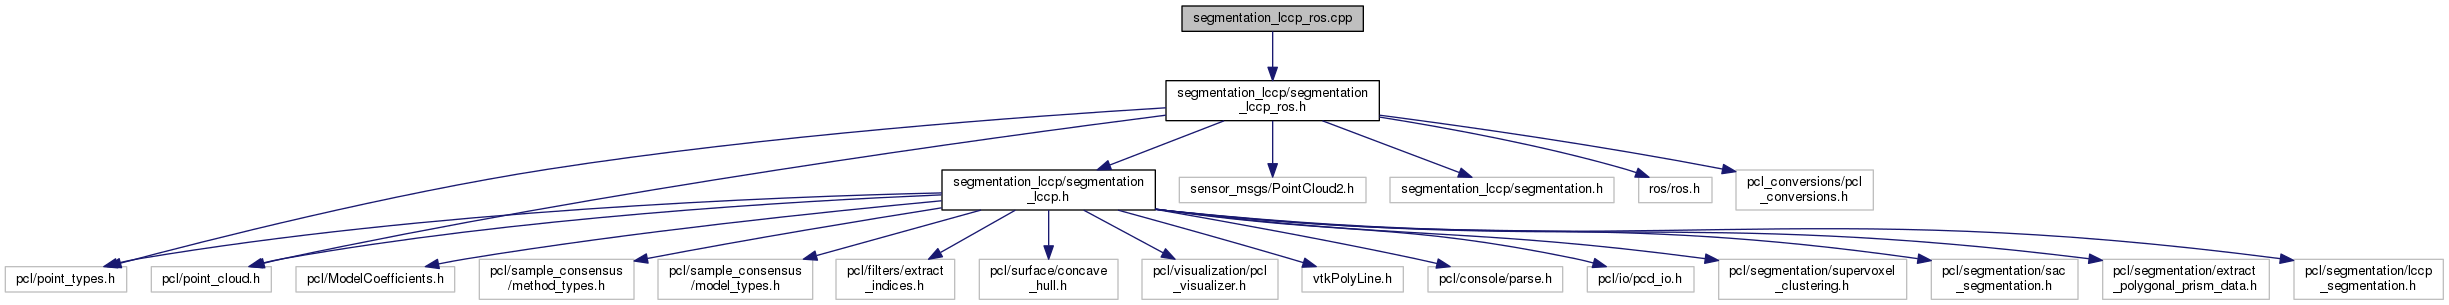 segmentation_lccp_ros.cpp
segmentation_lccp/segmentation
_lccp_ros.h
segmentation_lccp/segmentation
_lccp.h
sensor_msgs/PointCloud2.h
segmentation_lccp/segmentation.h
ros/ros.h
pcl_conversions/pcl
_conversions.h
pcl/point_types.h
pcl/point_cloud.h
pcl/ModelCoefficients.h
pcl/sample_consensus
/method_types.h
pcl/sample_consensus
/model_types.h
pcl/filters/extract
_indices.h
pcl/surface/concave
_hull.h
pcl/visualization/pcl
_visualizer.h
vtkPolyLine.h
pcl/console/parse.h
pcl/io/pcd_io.h
pcl/segmentation/supervoxel
_clustering.h
pcl/segmentation/sac
_segmentation.h
pcl/segmentation/extract
_polygonal_prism_data.h
pcl/segmentation/lccp
_segmentation.h